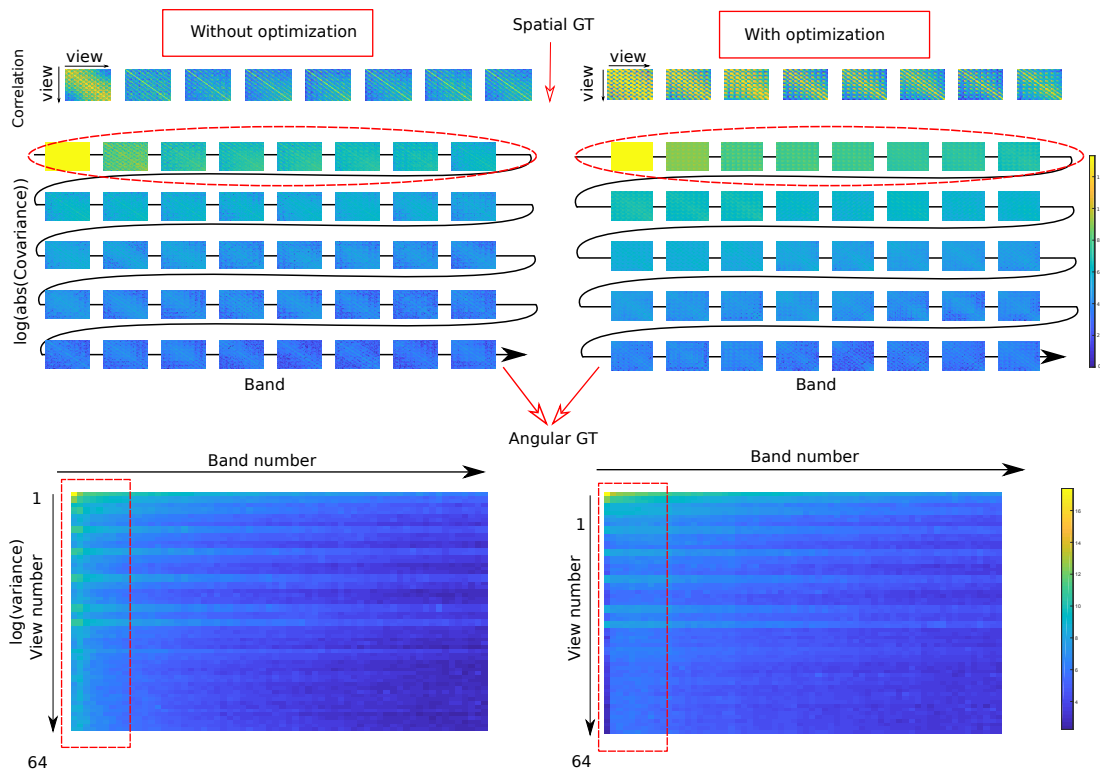 Without optimization
Spatial GT
With optimization
Correlation
view
view
view
view
log(abs(Covariance))
Band
Band
Angular GT
Band number
Band number
log(variance)
View number
1
64
View number
1
64
16
14
12
10
8
6
4